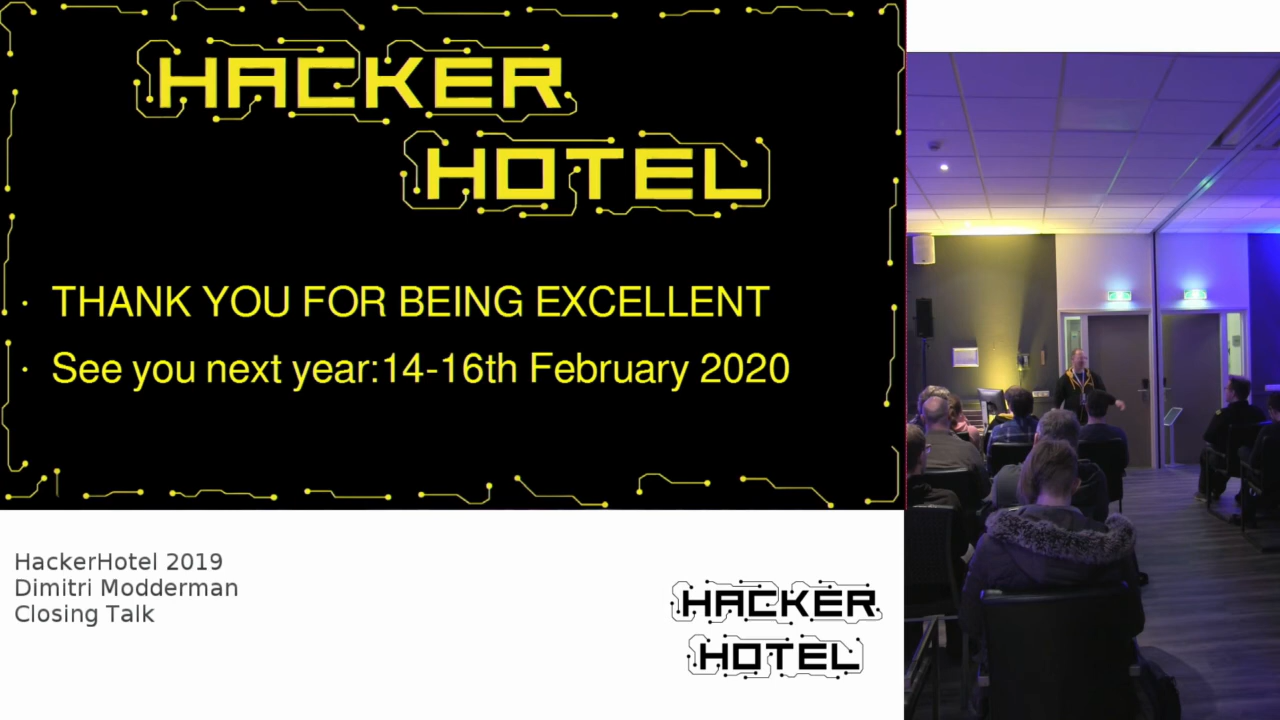 HACKER
HOTEL
· THANK YOU FOR BEING EXCELLENT
· See you next year:14-16th February 2020
HackerHotel 2019
Dimitri Modderman
Closing Talk
HACKER
HOTEL